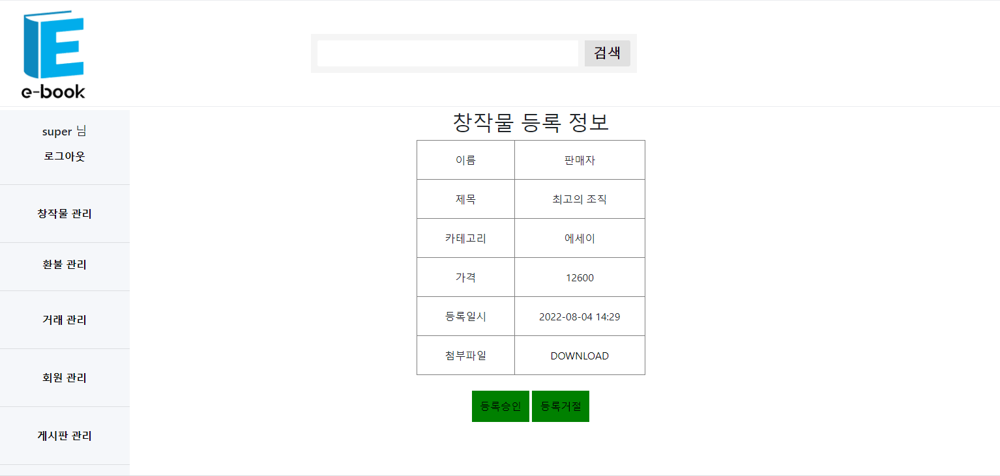 E
e-book
검색
super 님
로그아웃
창작물 관리
환불 관리
거래 관리
회원 관리
게시판 관리
창작물 등록 정보
이름 판매자
제목 최고의 조직
카테고리 에세이
가격 12600
등록일시 2022-08-04 14:29
첨부파일 DOWNLOAD
등록승인 등록거절